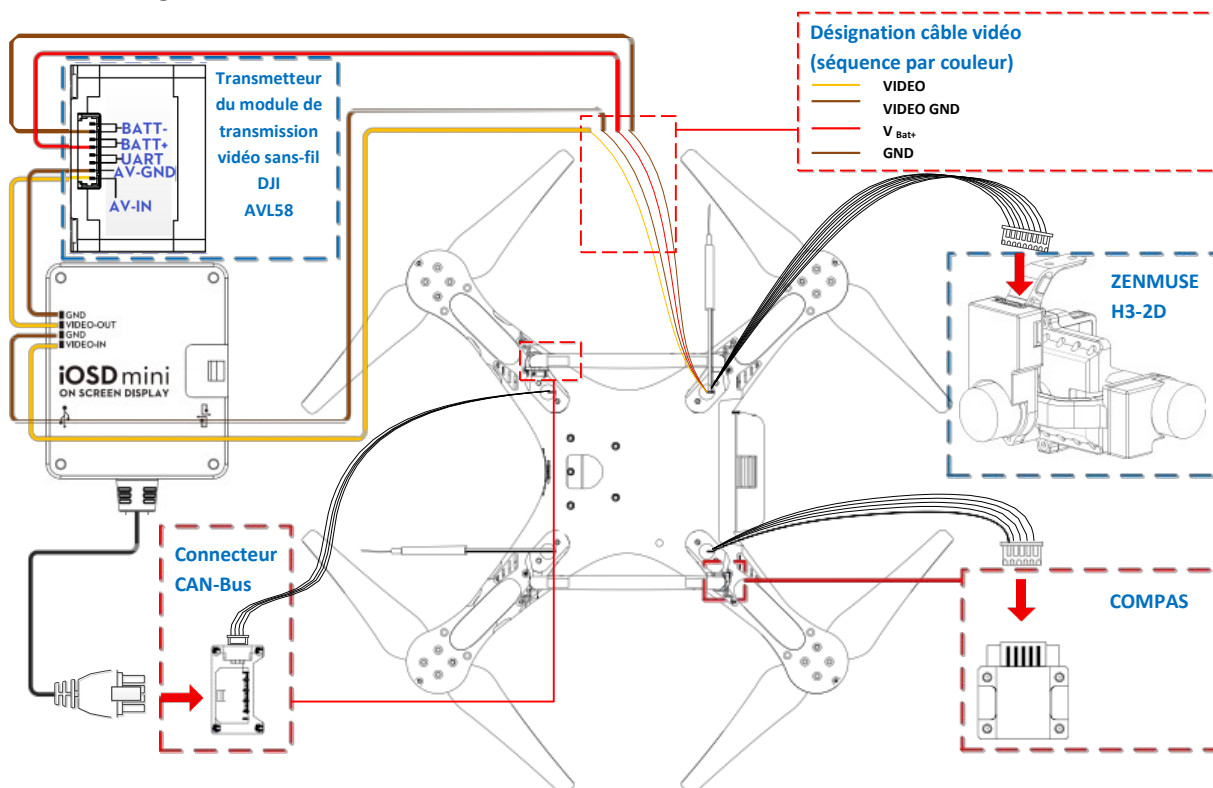 Désignation câble vidéo
(séquence par couleur)
VIDEO
VIDEO GND
V Bat+
GND
Transmetteur
du module de
transmission
vidéo sans-fil
DJI
AVL58
BATT-
BATT+
UART
AV-GND
AV-IN
ZENMUSE
H3-2D
GND
VIDEO-OUT
GND
VIDEO-IN
iOSD mini
ON SCREEN DISPLAY
Connecteur
CAN-Bus
COMPAS